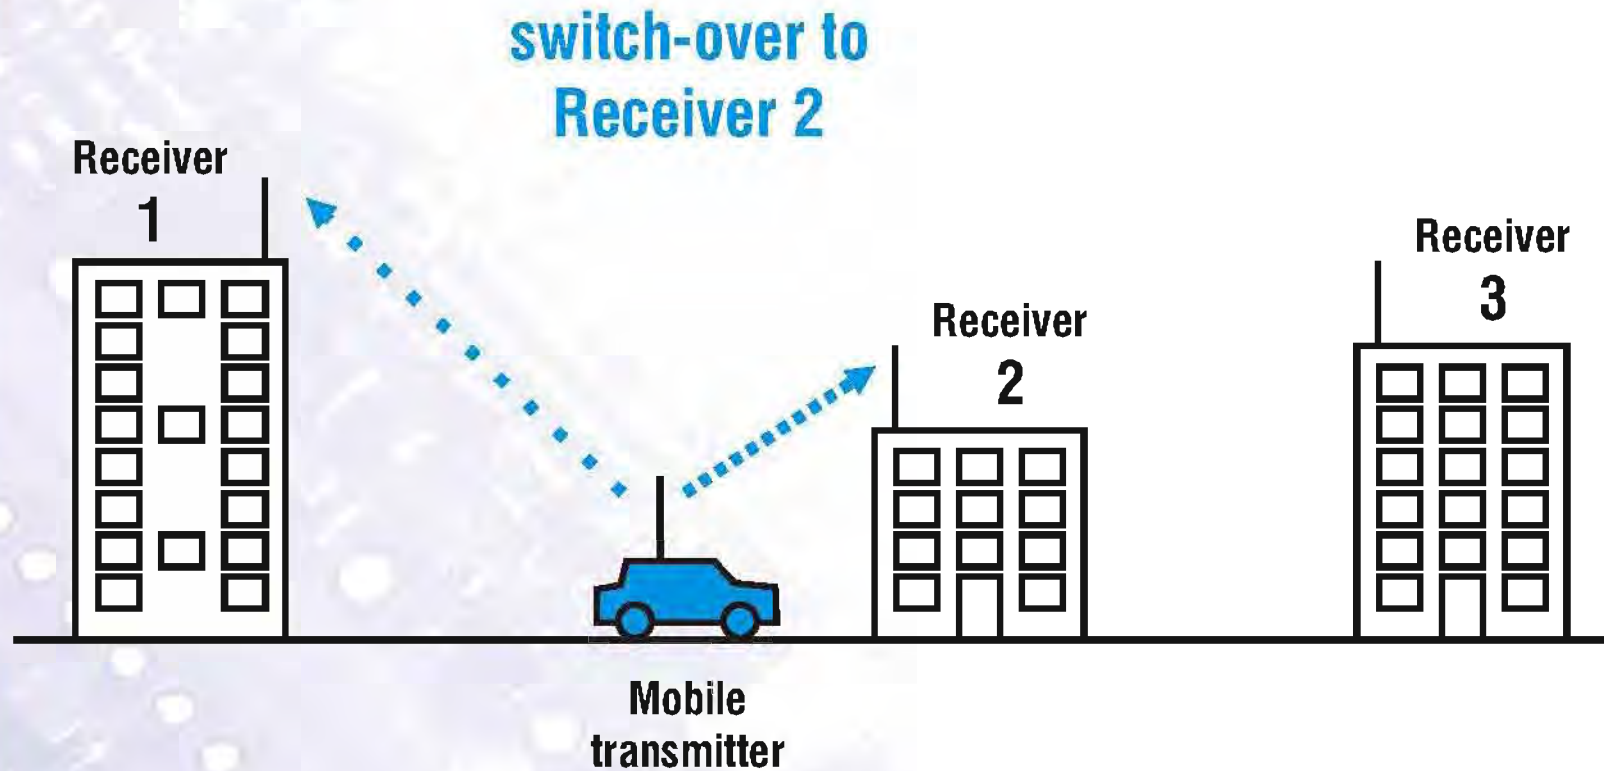 switch-over to
Receiver 2
Receiver
1
Receiver
2
Receiver
3
Mobile
transmitter